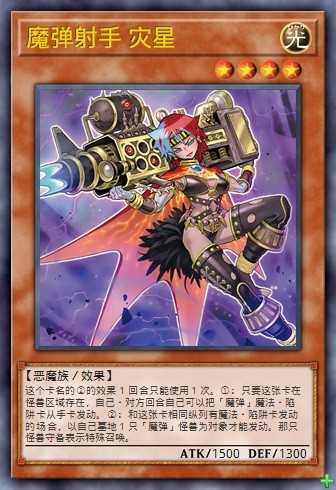 魔弹射手 灾星
光
【恶魔族／效果】
这个卡名的②的效果1回合只能使用1次。①：只要这张卡在
怪兽区域存在，自己·对方回合自己可以把「魔弹」魔法·陷
阱卡从手卡发动。②：和这张卡相同纵列有魔法·陷阱卡发动
的场合，以自己墓地1只「魔弹」怪兽为对象才能发动。那只
怪兽守备表示特殊召唤。
ATK/1500 DEF/1300